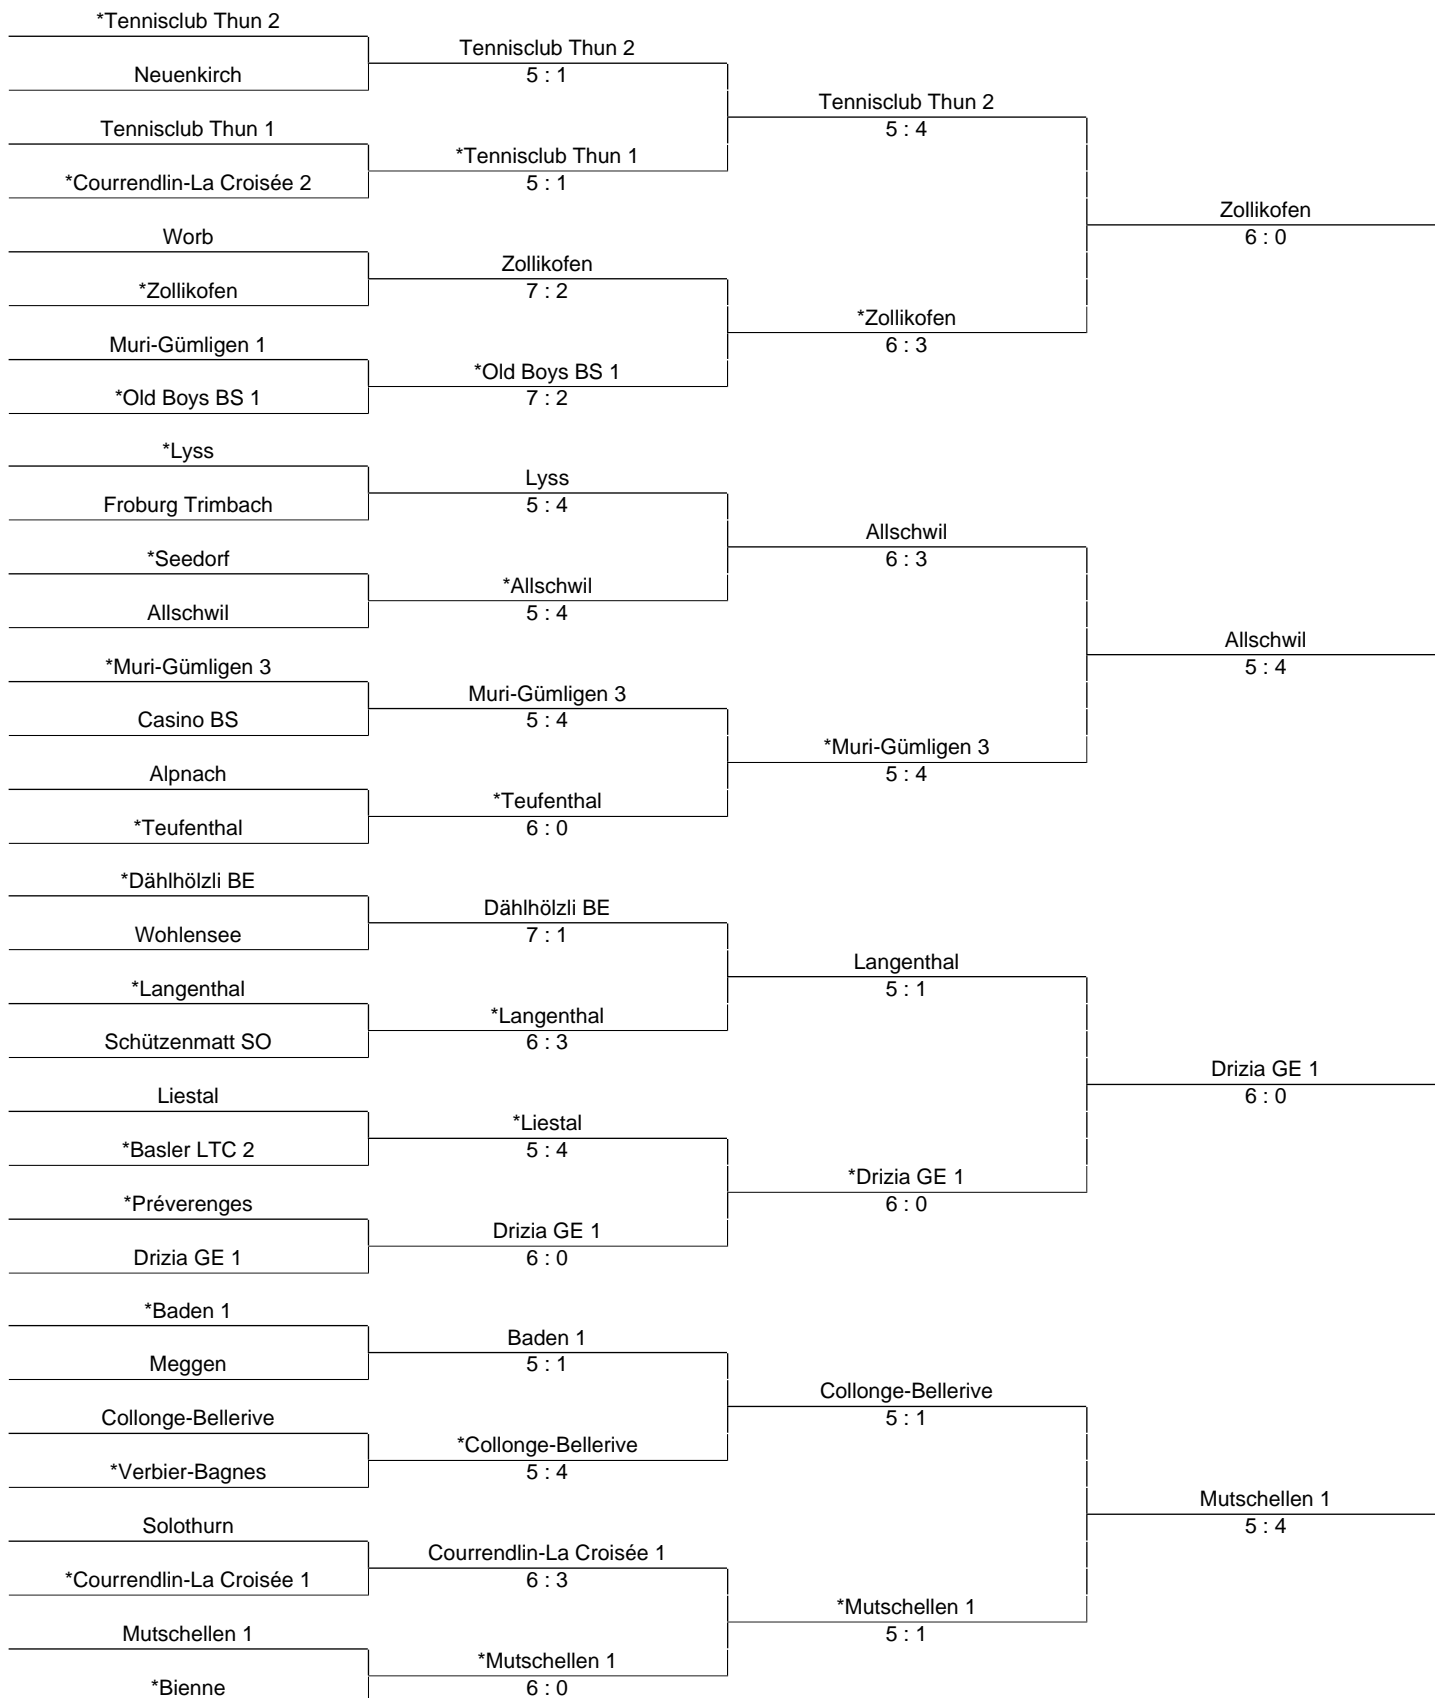 *Tennisclub Thun 2
Neuenkirch
Tennisclub Thun 1
*Courrendlin-La Croisée 2
Worb
*Zollikofen
Muri-Gümligen 1
*Old Boys BS 1
*Lyss
Froburg Trimbach
*Seedorf
Allschwil
*Muri-Gümligen 3
Casino BS
Alpnach
*Teufenthal
*Dählhölzli BE
Wohlensee
*Langenthal
Schützenmatt SO
Liestal
*Basler LTC 2
*Préverenges
Drizia GE 1
*Baden 1
Meggen
Collonge-Bellerive
*Verbier-Bagnes
Solothurn
*Courrendlin-La Croisée 1
Mutschellen 1
*Bienne
Tennisclub Thun 2
5 : 1
*Tennisclub Thun 1
5 : 1
Zollikofen
7 : 2
*Old Boys BS 1
7 : 2
Lyss
5 : 4
*Allschwil
5 : 4
Muri-Gümligen 3
5 : 4
*Teufenthal
6 : 0
Dählhölzli BE
7 : 1
*Langenthal
6 : 3
*Liestal
5 : 4
Drizia GE 1
6 : 0
Baden 1
5 : 1
*Collonge-Bellerive
5 : 4
Courrendlin-La Croisée 1
6 : 3
*Mutschellen 1
6 : 0
Tennisclub Thun 2
5 : 4
*Zollikofen
6 : 3
Allschwil
6 : 3
*Muri-Gümligen 3
5 : 4
Langenthal
5 : 1
*Drizia GE 1
6 : 0
Collonge-Bellerive
5 : 1
*Mutschellen 1
5 : 1
Zollikofen
6 : 0
Allschwil
5 : 4
Drizia GE 1
6 : 0
Mutschellen 1
5 : 4